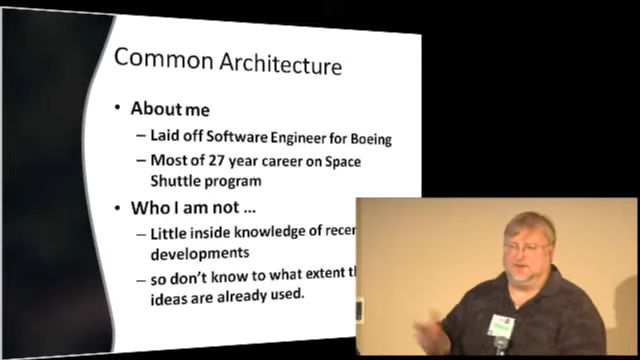 Common Architecture
• About me
– Laid off Software Engineer for Boeing
– Most of 27 year career on Space
Shuttle program
• Who I am not ...
– Little inside knowledge of
developments
– so don't know to what extent
ideas are already used.